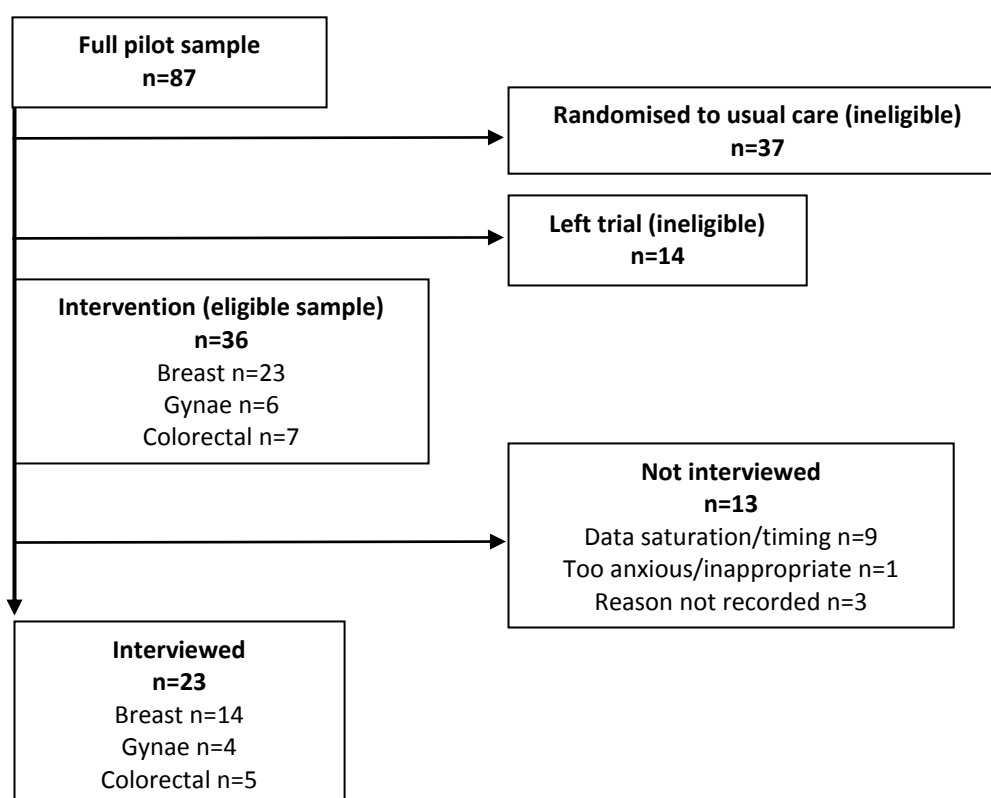 Full pilot sample
n=87
Randomised to usual care (ineligible)
n=37
Left trial (ineligible)
n=14
Intervention (eligible sample)
n=36
Breast n=23
Gynae n=6
Colorectal n=7
Not interviewed
n=13
Data saturation/timing n=9
Too anxious/inappropriate n=1
Reason not recorded n=3
Interviewed
n=23
Breast n=14
Gynae n=4
Colorectal n=5